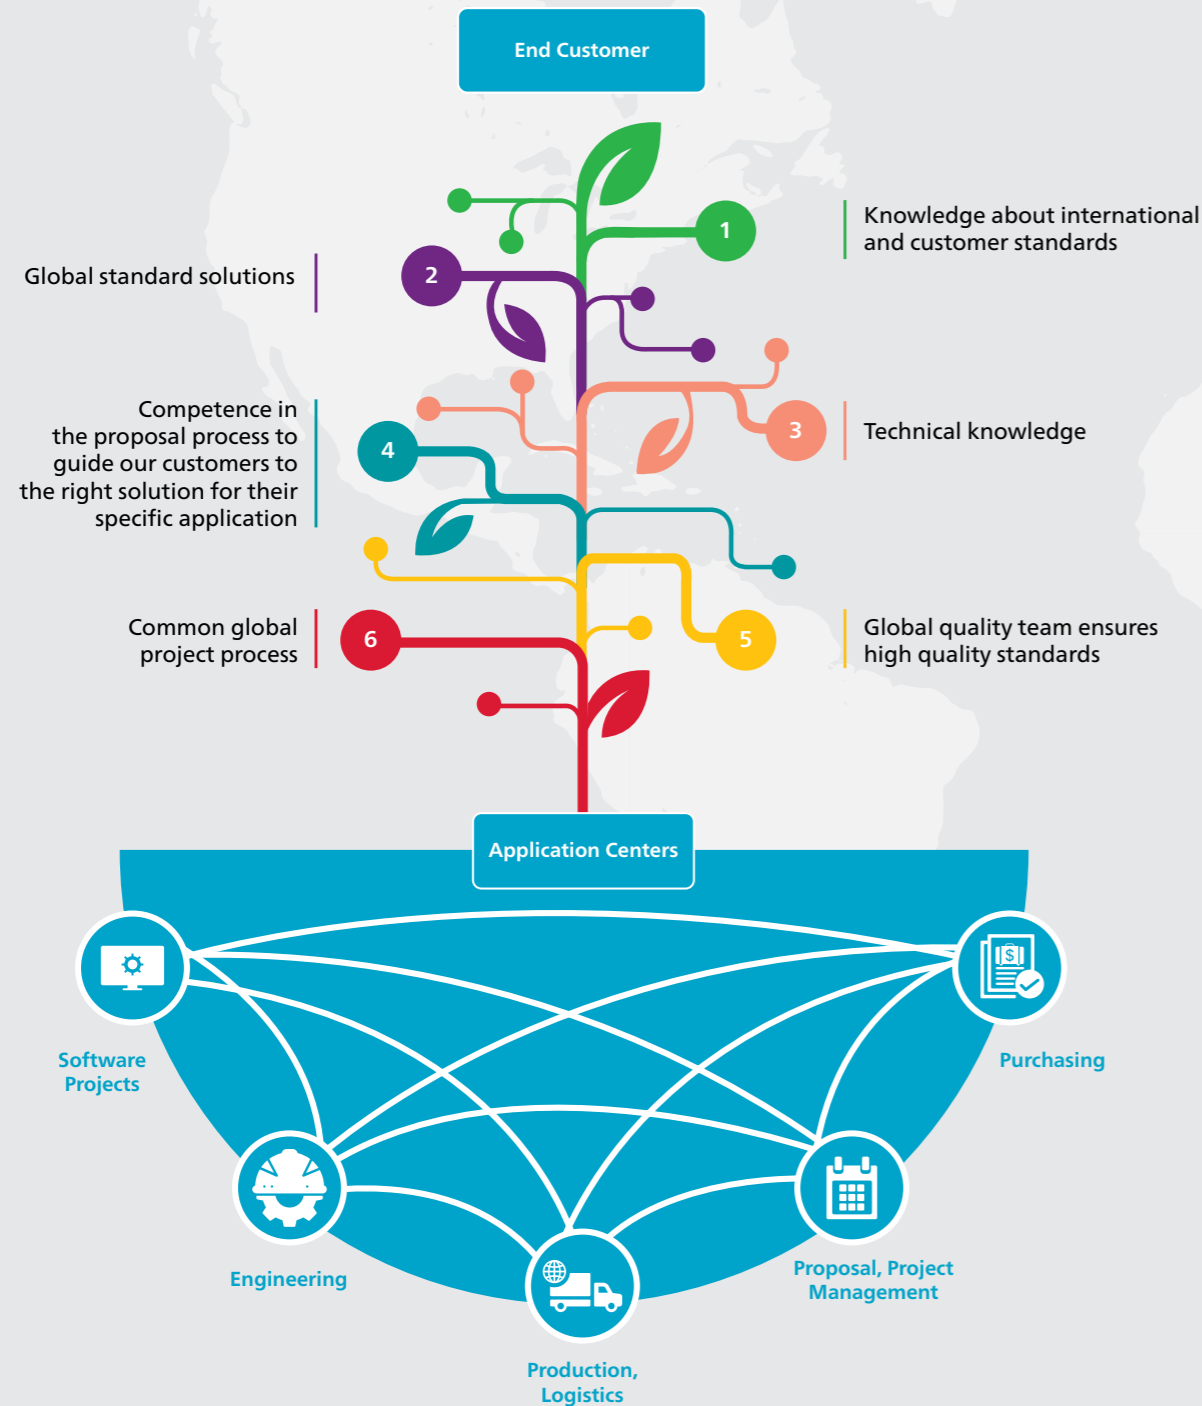 End Customer
1
Knowledge about international
and customer standards
2
Global standard solutions
3
Technical knowledge
4
Competence in
the proposal process to
guide our customers to
the right solution for their
specific application
5
Global quality team ensures
high quality standards
6
Common global
project process
Application Centers
$
Software
Projects
Purchasing
Engineering
Proposal, Project
Management
Production,
Logistics